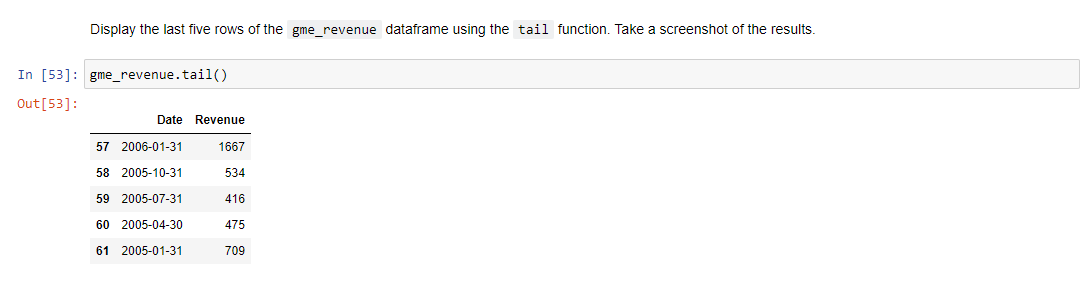 Display the last five rows of the gme_revenue dataframe using the tail function. Take a screenshot of the results.
In [53]: gme_revenue.tail()
Out[53]:
Date Revenue
57 2006-01-31 1667
58 2005-10-31 534
59 2005-07-31 416
60 2005-04-30 475
61 2005-01-31 709